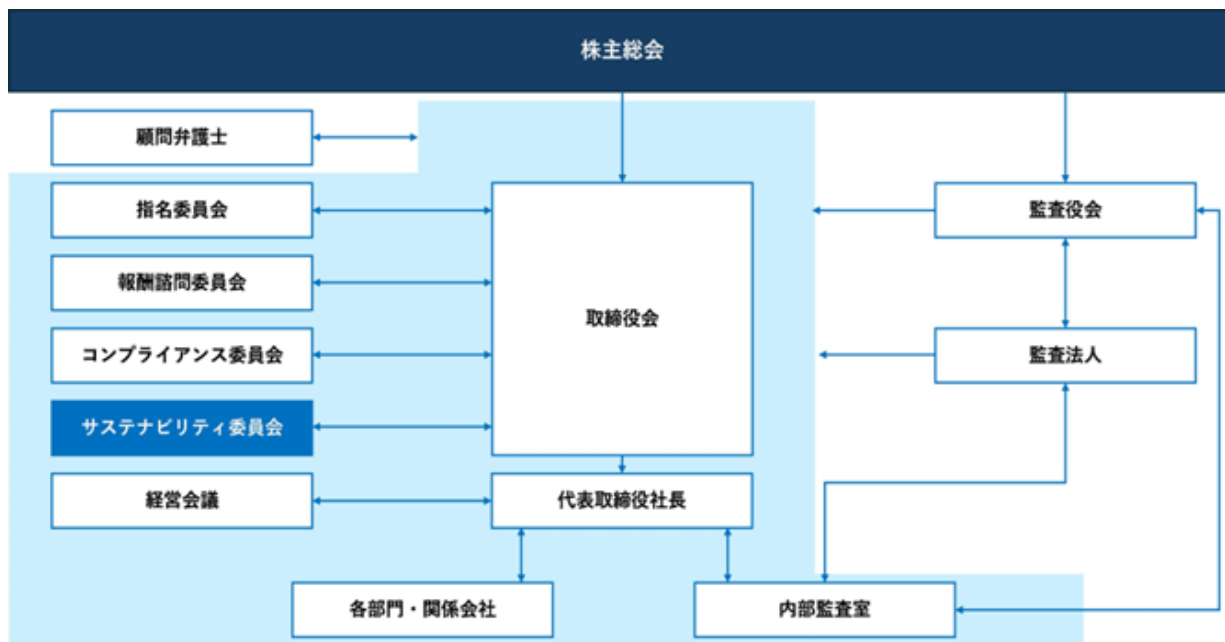 株主総会
顧問弁護士
指名委員会
監査役会
報酬諮問委員会
取締役会
コンプライアンス委員会
監査法人
サステナビリティ委員会
経営会議
代表取締役社長
各部門・関係会社
内部監査室